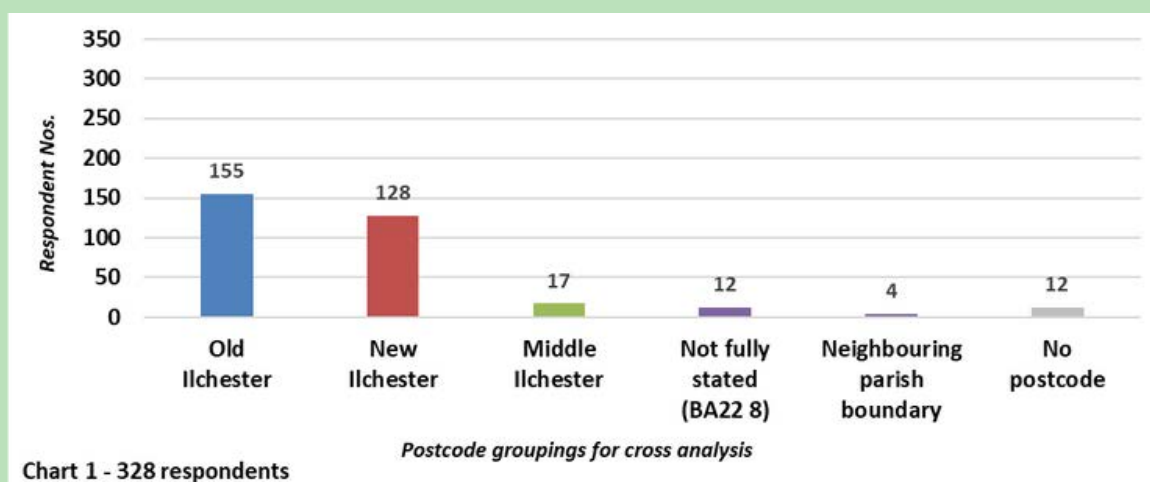 350
300
250
200
150
100
50
0
Respondent Nos.
155
128
17
12
4
12
Old
Ilchester
New
Ilchester
Middle
Ilchester
Not fully
stated
(BA22 8)
Neighbouring
parish
boundary
No
postcode
Postcode groupings for cross analysis
Chart 1 - 328 respondents